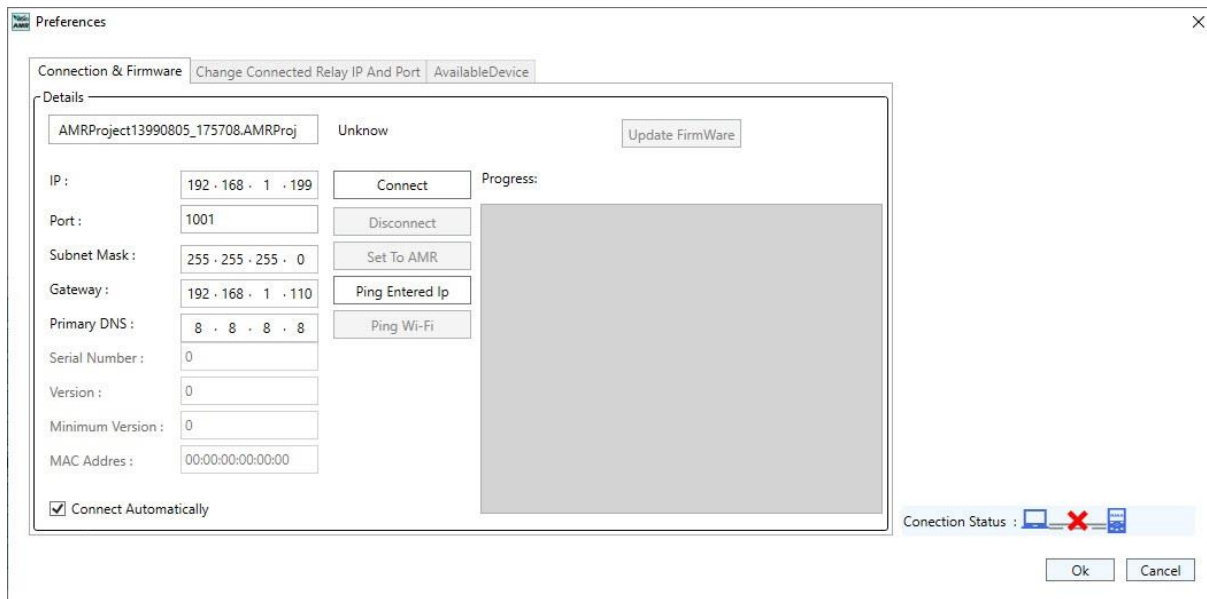 Preferences
Connection & Firmware Change Connected Relay IP And Port AvailableDevice
Details
AMRProject13990805_175708.AMRProj Unknow Update FirmWare
IP : 192 . 168 . 1 . 199 Connect Progress:
Port : 1001 Disconnect
Subnet Mask : 255 . 255 . 255 . 0 Set To AMR
Gateway : 192 . 168 . 1 . 110 Ping Entered Ip
Primary DNS : 8 . 8 . 8 . 8 Ping Wi-Fi
Serial Number : 0
Version : 0
Minimum Version : 0
MAC Addres : 00:00:00:00:00:00
Connect Automatically
Conection Status :
Ok Cancel